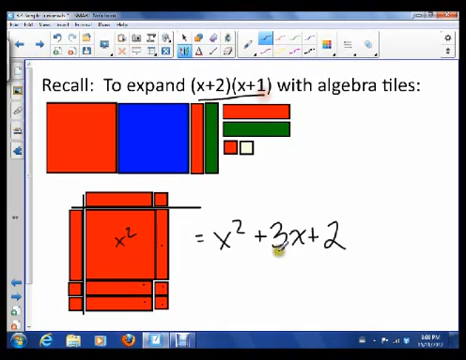 Recall: To expand (x+2)(x+1) with algebra tiles:
x²
= x² + 3x + 2